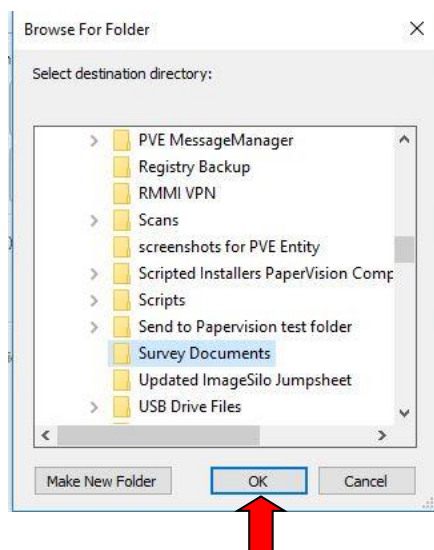 Browse For Folder
Select destination directory:
PVE MessageManager
Registry Backup
RMMI VPN
Scans
screenshots for PVE Entity
Scripted Installers PaperVision Comp
Scripts
Send to Papervision test folder
Survey Documents
Updated ImageSilo Jumpsheet
USB Drive Files
Make New Folder OK Cancel